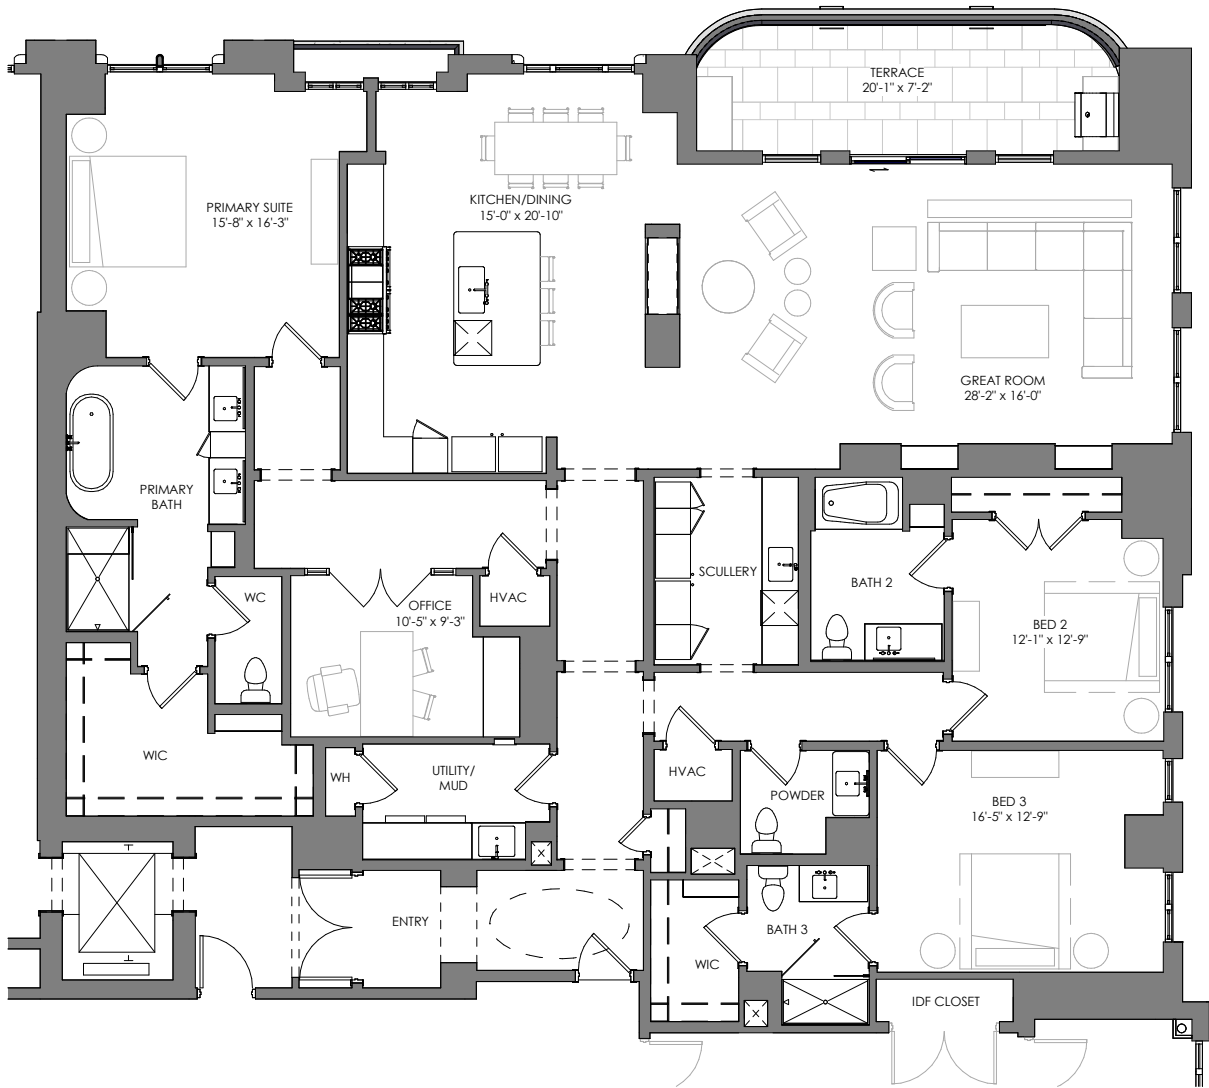 TERRACE
20'-1" x 7'-2"
KITCHEN/DINING
15'-0" x 20'-10"
PRIMARY SUITE
15'-8" x 16'-3"
GREAT ROOM
28'-2" x 16'-0"
PRIMARY
BATH
SCULLERY
BATH 2
WC
HVAC
OFFICE
10'-5" x 9'-3"
BED 2
12'-1" x 12'-9"
WIC
WH
UTILITY/
MUD
HVAC
POWDER
BED 3
16'-5" x 12'-9"
ENTRY
BATH 3
WIC
IDF CLOSET